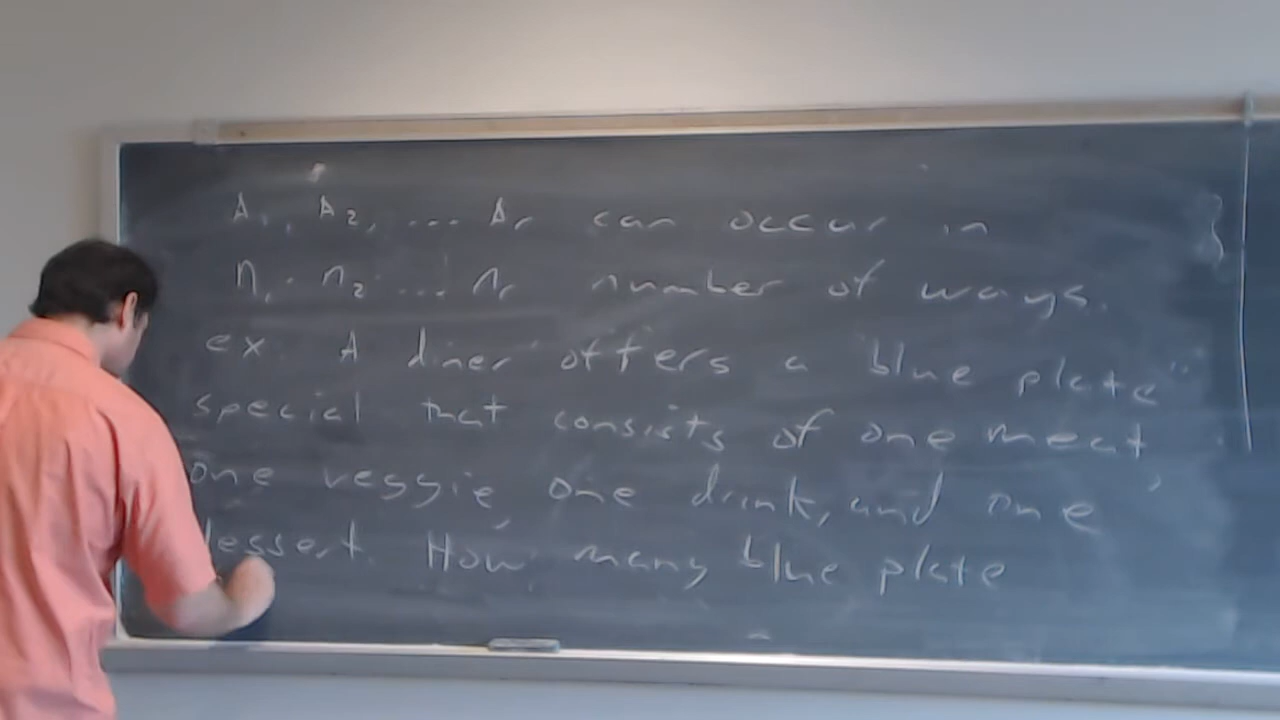 A₁, A₂, ... Aᵣ can occur in
n₁ · n₂ ... nᵣ number of ways.
ex. A diner offers a "blue plate"
special that consists of one meat,
one veggie, one drink, and one
dessert. How many blue plate